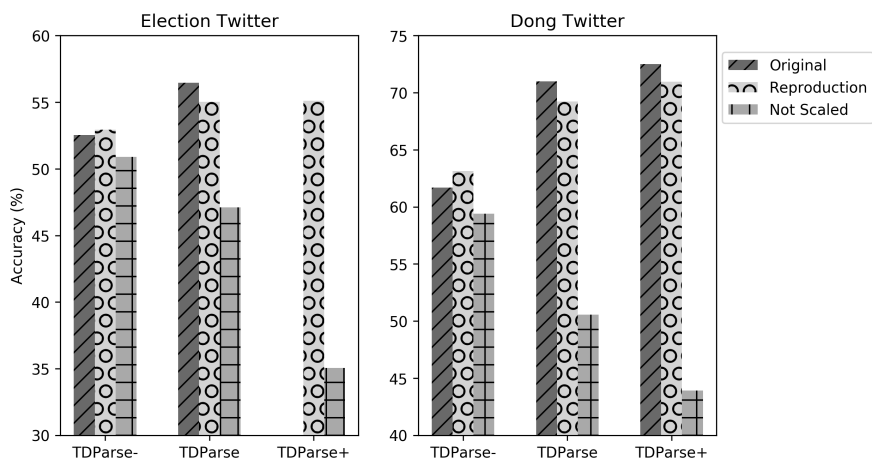 Election Twitter
Dong Twitter
Accuracy (%)
60
55
50
45
40
35
30
TDParse-
TDParse
TDParse+
75
70
65
60
55
50
45
40
TDParse-
TDParse
TDParse+
Original
Reproduction
Not Scaled